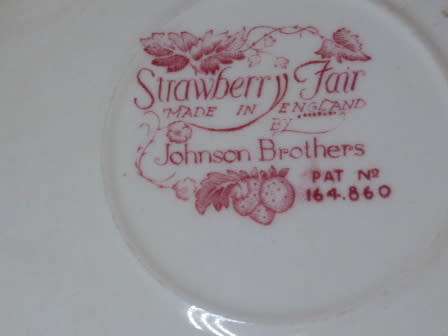 Strawberry Fair
MADE IN ENGLAND
BY
Johnson Brothers
PAT Nº
164.860